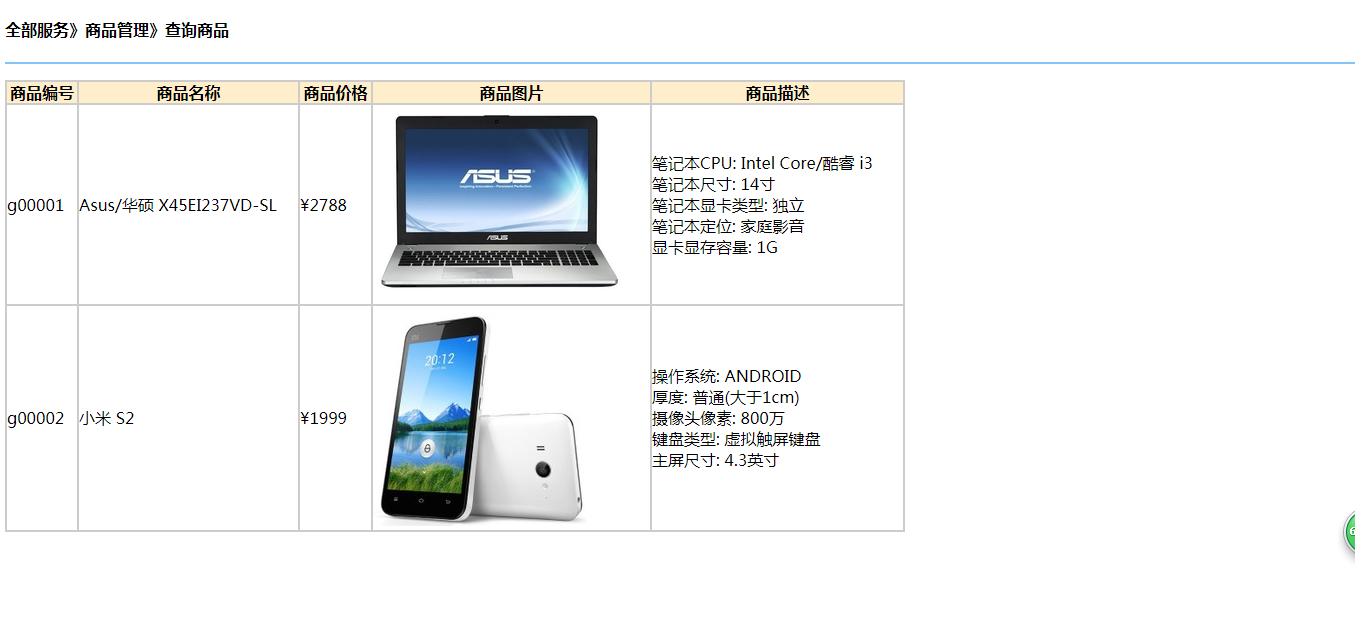 全部服务》商品管理》查询商品
商品编号 商品名称 商品价格 商品图片 商品描述
g00001 Asus/华硕 X45EI237VD-SL ¥2788
ASUS
ASUS
笔记本CPU: Intel Core/酷睿 i3
笔记本尺寸: 14寸
笔记本显卡类型: 独立
笔记本定位: 家庭影音
显卡显存容量: 1G
g00002 小米 S2 ¥1999
20:12
操作系统: ANDROID
厚度: 普通(大于1cm)
摄像头像素: 800万
键盘类型: 虚拟触屏键盘
主屏尺寸: 4.3英寸